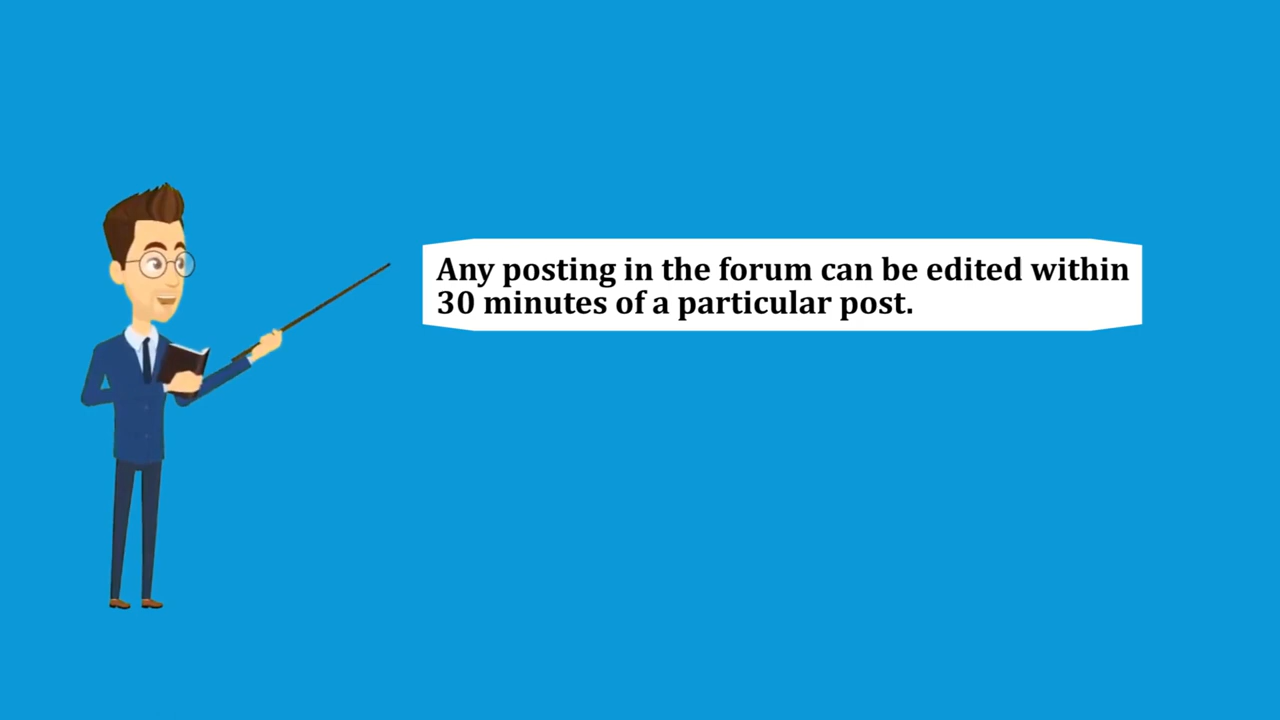 Any posting in the forum can be edited within
30 minutes of a particular post.